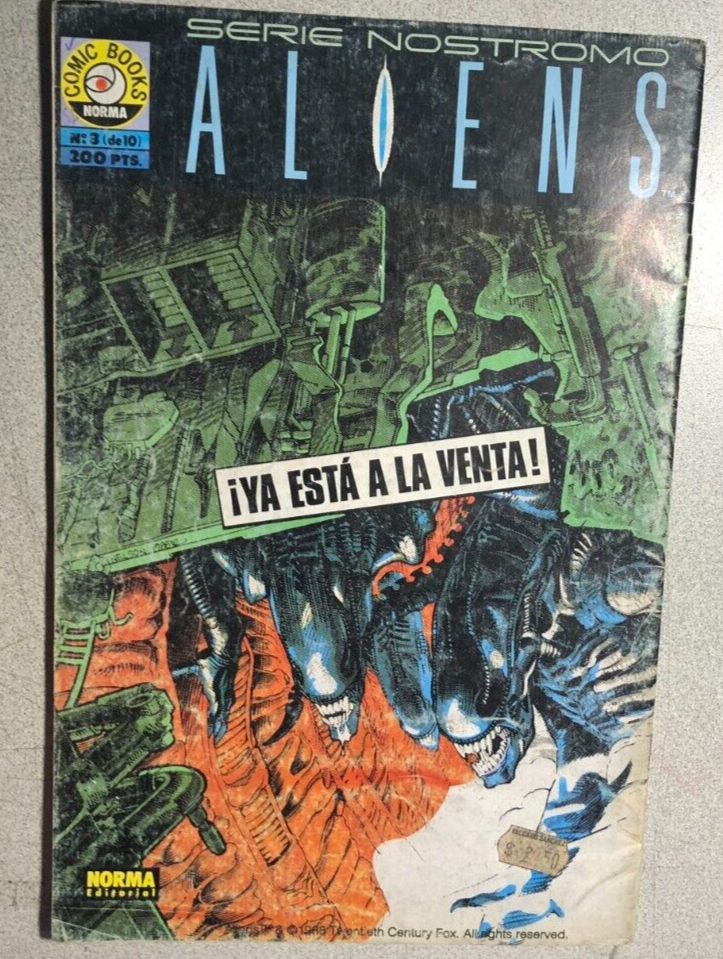 SERIE NOSTROMO
ALIENS
COMIC BOOKS
NORMA
Nº 3 (de 10)
200 PTS.
¡YA ESTÁ A LA VENTA!
NORMA
Editorial
© 1988 Twentieth Century Fox. All rights reserved.